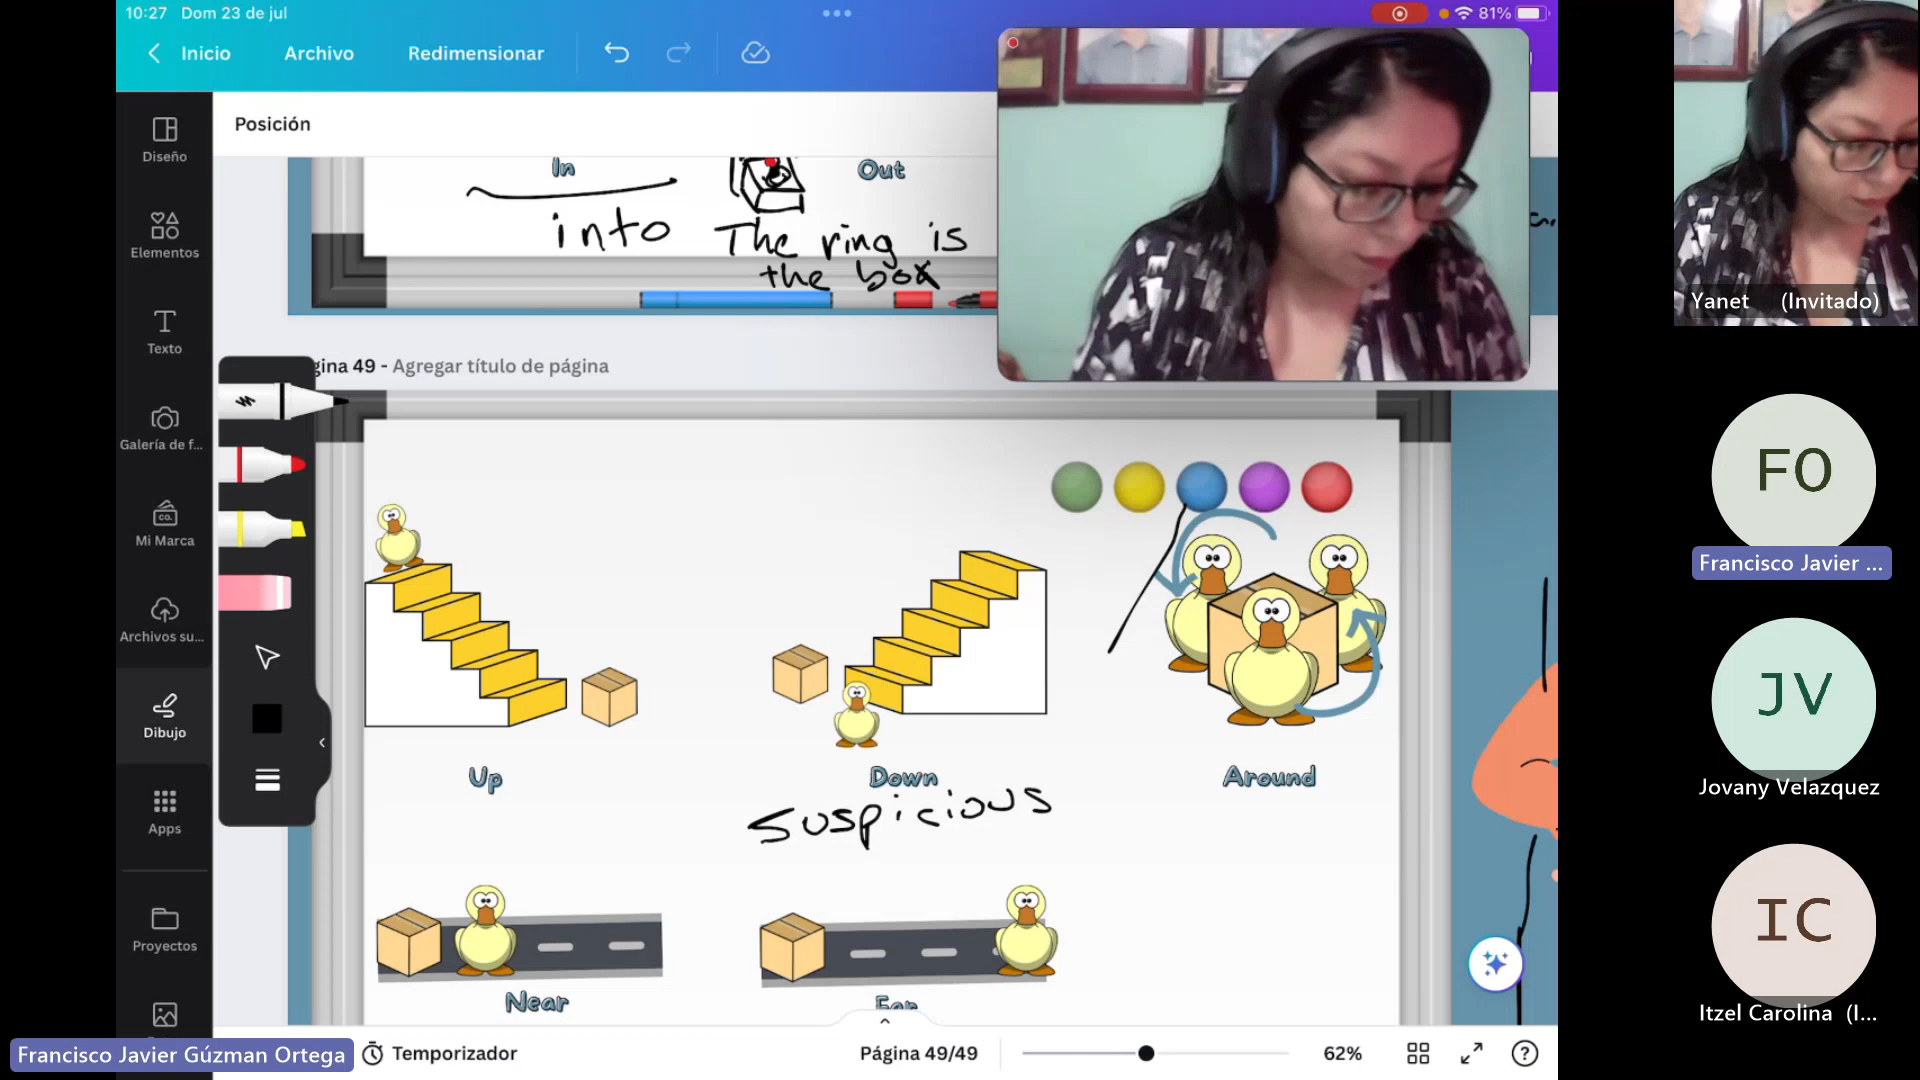 10:27 Dom 23 de jul
81%
Inicio
Archivo
Redimensionar
Posición
Diseño
Elementos
Texto
Galería de f...
CO.
Mi Marca
Archivos su...
Dibujo
Apps
Proyectos
In
Out
into
The ring is
the box
gina 49 - Agregar título de página
Up
Down
Around
suspicious
Near
Far
Temporizador
Página 49/49
62%
Francisco Javier Gúzman Ortega
Yanet (Invitado)
FO
Francisco Javier ...
JV
Jovany Velazquez
IC
Itzel Carolina (I...